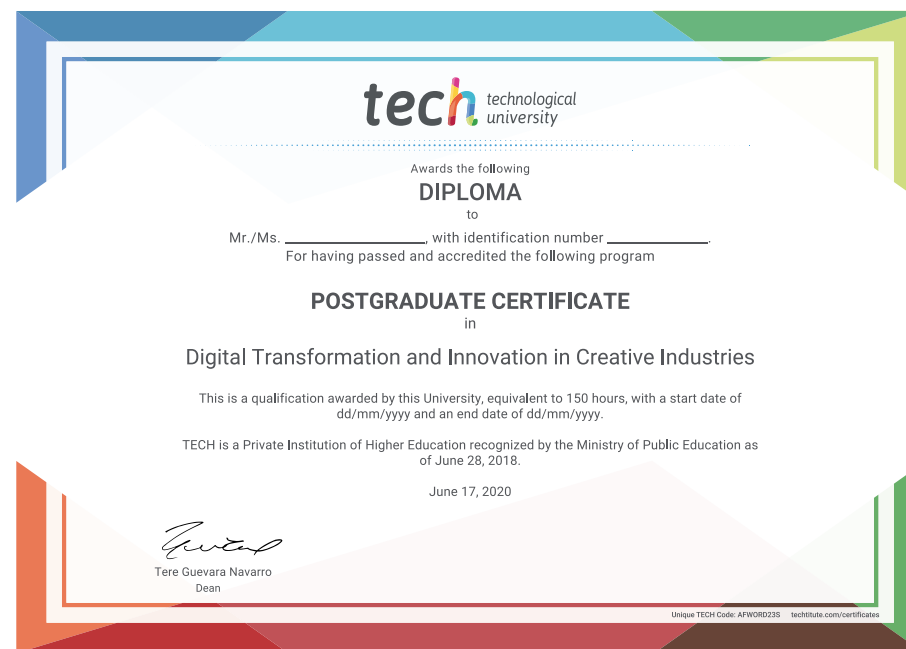 tech technological
university
Awards the following
DIPLOMA
to
Mr./Ms. ____________________, with identification number ______________.
For having passed and accredited the following program
POSTGRADUATE CERTIFICATE
in
Digital Transformation and Innovation in Creative Industries
This is a qualification awarded by this University, equivalent to 150 hours, with a start date of
dd/mm/yyyy and an end date of dd/mm/yyyy.
TECH is a Private Institution of Higher Education recognized by the Ministry of Public Education as
of June 28, 2018.
June 17, 2020
Tere Guevara Navarro
Dean
Unique TECH Code: AFWORD23S techtitute.com/certificates